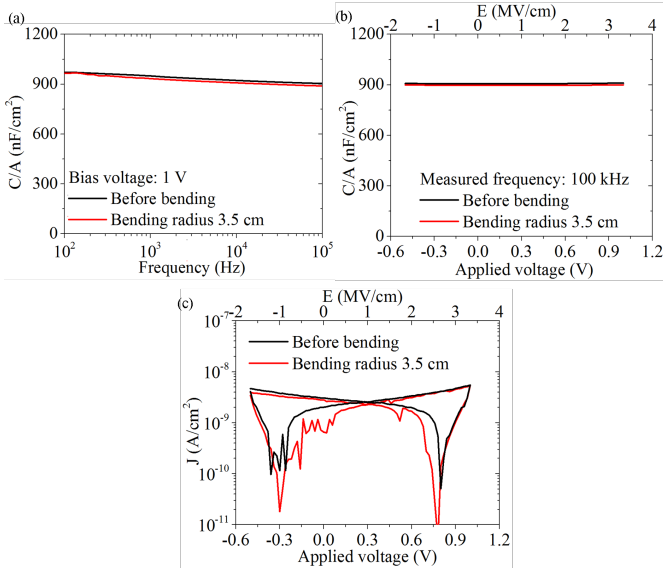 (a)
1200
900
600
300
0
C/A (nF/cm²)
Bias voltage: 1 V
Before bending
Bending radius 3.5 cm
10² 10³ 10⁴ 10⁵
Frequency (Hz)
(b)
E (MV/cm)
-2 -1 0 1 2 3 4
1200
900
600
300
0
C/A (nF/cm²)
Measured frequency: 100 kHz
Before bending
Bending radius 3.5 cm
-0.6 -0.3 0.0 0.3 0.6 0.9 1.2
Applied voltage (V)
(c)
E (MV/cm)
-2 -1 0 1 2 3 4
10⁻⁷
10⁻⁸
10⁻⁹
10⁻¹⁰
10⁻¹¹
J (A/cm²)
Before bending
Bending radius 3.5 cm
-0.6 -0.3 0.0 0.3 0.6 0.9 1.2
Applied voltage (V)